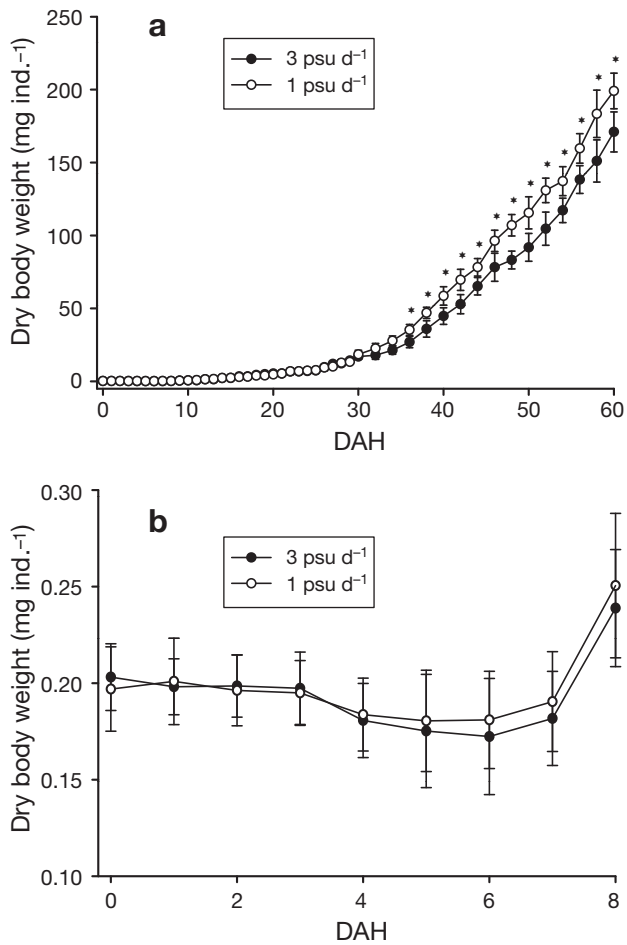 a
250
200
150
100
50
0
3 psu d⁻¹
1 psu d⁻¹
* * * * * * * * * * * * *
Dry body weight (mg ind.⁻¹)
0 10 20 30 40 50 60
DAH
b
0.30
0.25
0.20
0.15
0.10
3 psu d⁻¹
1 psu d⁻¹
Dry body weight (mg ind.⁻¹)
0 2 4 6 8
DAH